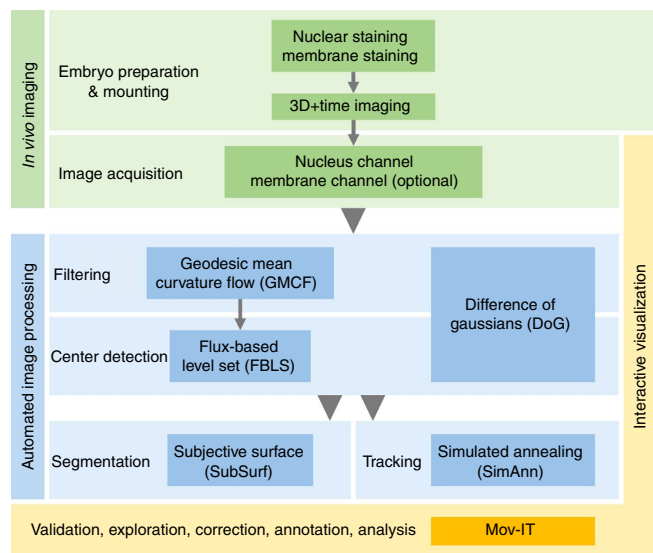 In vivo imaging
Embryo preparation
& mounting
Nuclear staining
membrane staining
3D+time imaging
Image acquisition
Nucleus channel
membrane channel (optional)
Automated image processing
Filtering
Geodesic mean
curvature flow (GMCF)
Difference of
gaussians (DoG)
Center detection
Flux-based
level set (FBLS)
Segmentation
Subjective surface
(SubSurf)
Tracking
Simulated annealing
(SimAnn)
Interactive visualization
Validation, exploration, correction, annotation, analysis
Mov-IT